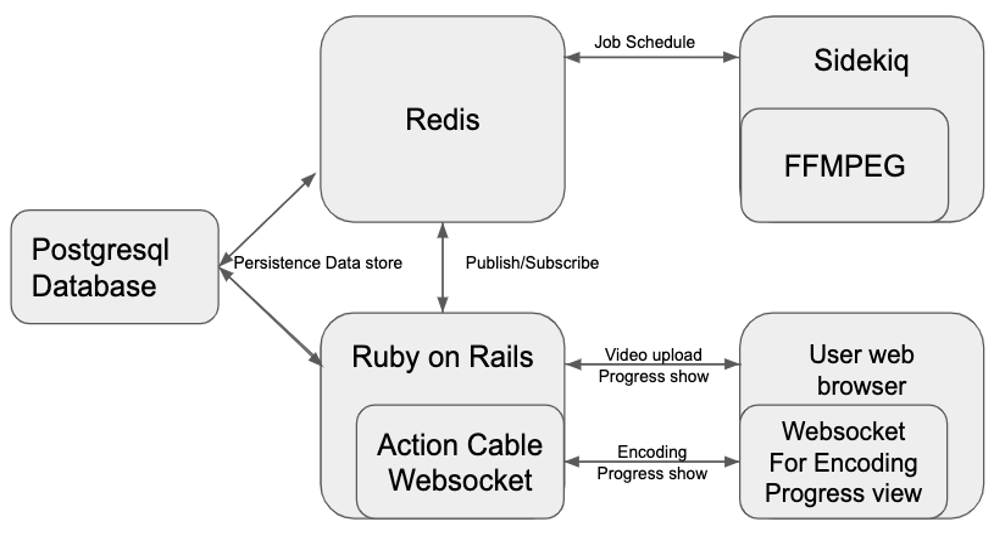 Redis
Job Schedule
Sidekiq
FFMPEG
Postgresql
Database
Persistence Data store
Publish/Subscribe
Ruby on Rails
Action Cable
Websocket
Video upload
Progress show
Encoding
Progress show
User web
browser
Websocket
For Encoding
Progress view